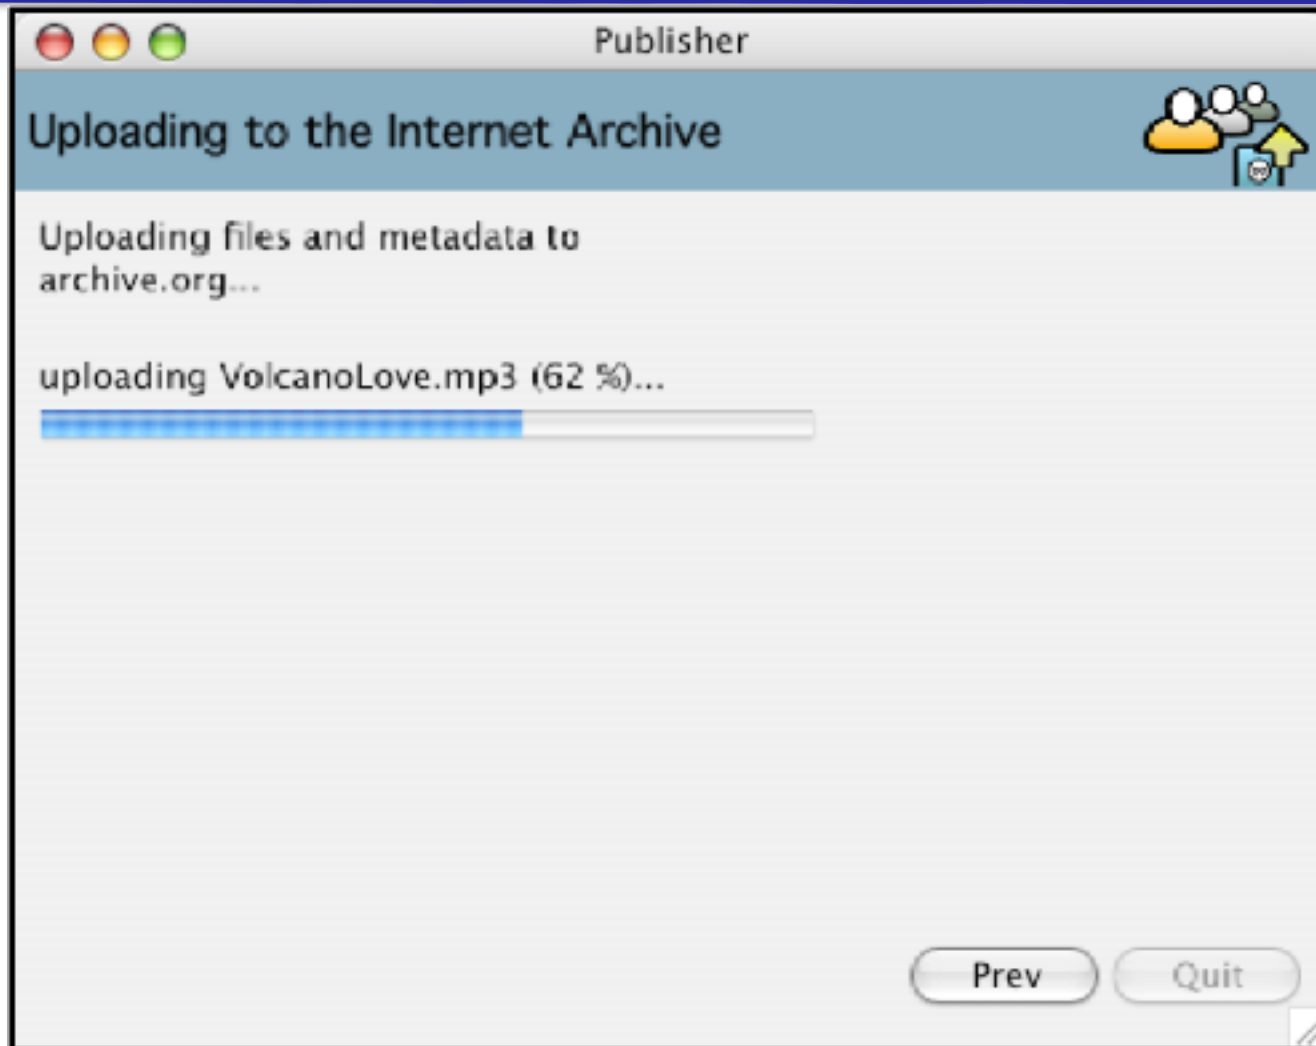 Publisher
Uploading to the Internet Archive
Uploading files and metadata to
archive.org...
uploading VolcanoLove.mp3 (62 %)...
Prev
Quit